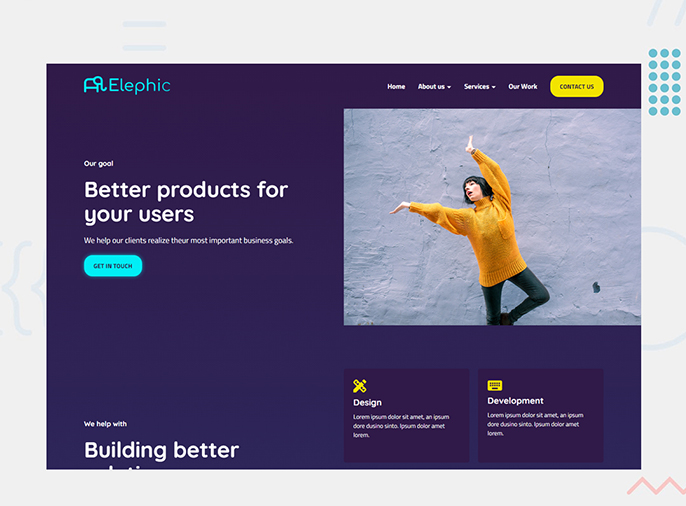 Elephic
Home About us Services Our Work CONTACT US
Our goal
Better products for
your users
We help our clients realize theur most important business goals.
GET IN TOUCH
Design
Lorem ipsum dolor sit amet, an ipsum
dore dusino sinto. Ipsum dolor amet
lorem.
Development
Lorem ipsum dolor sit amet, an ipsum
dore dusino sinto. Ipsum dolor amet
lorem.
We help with
Building better